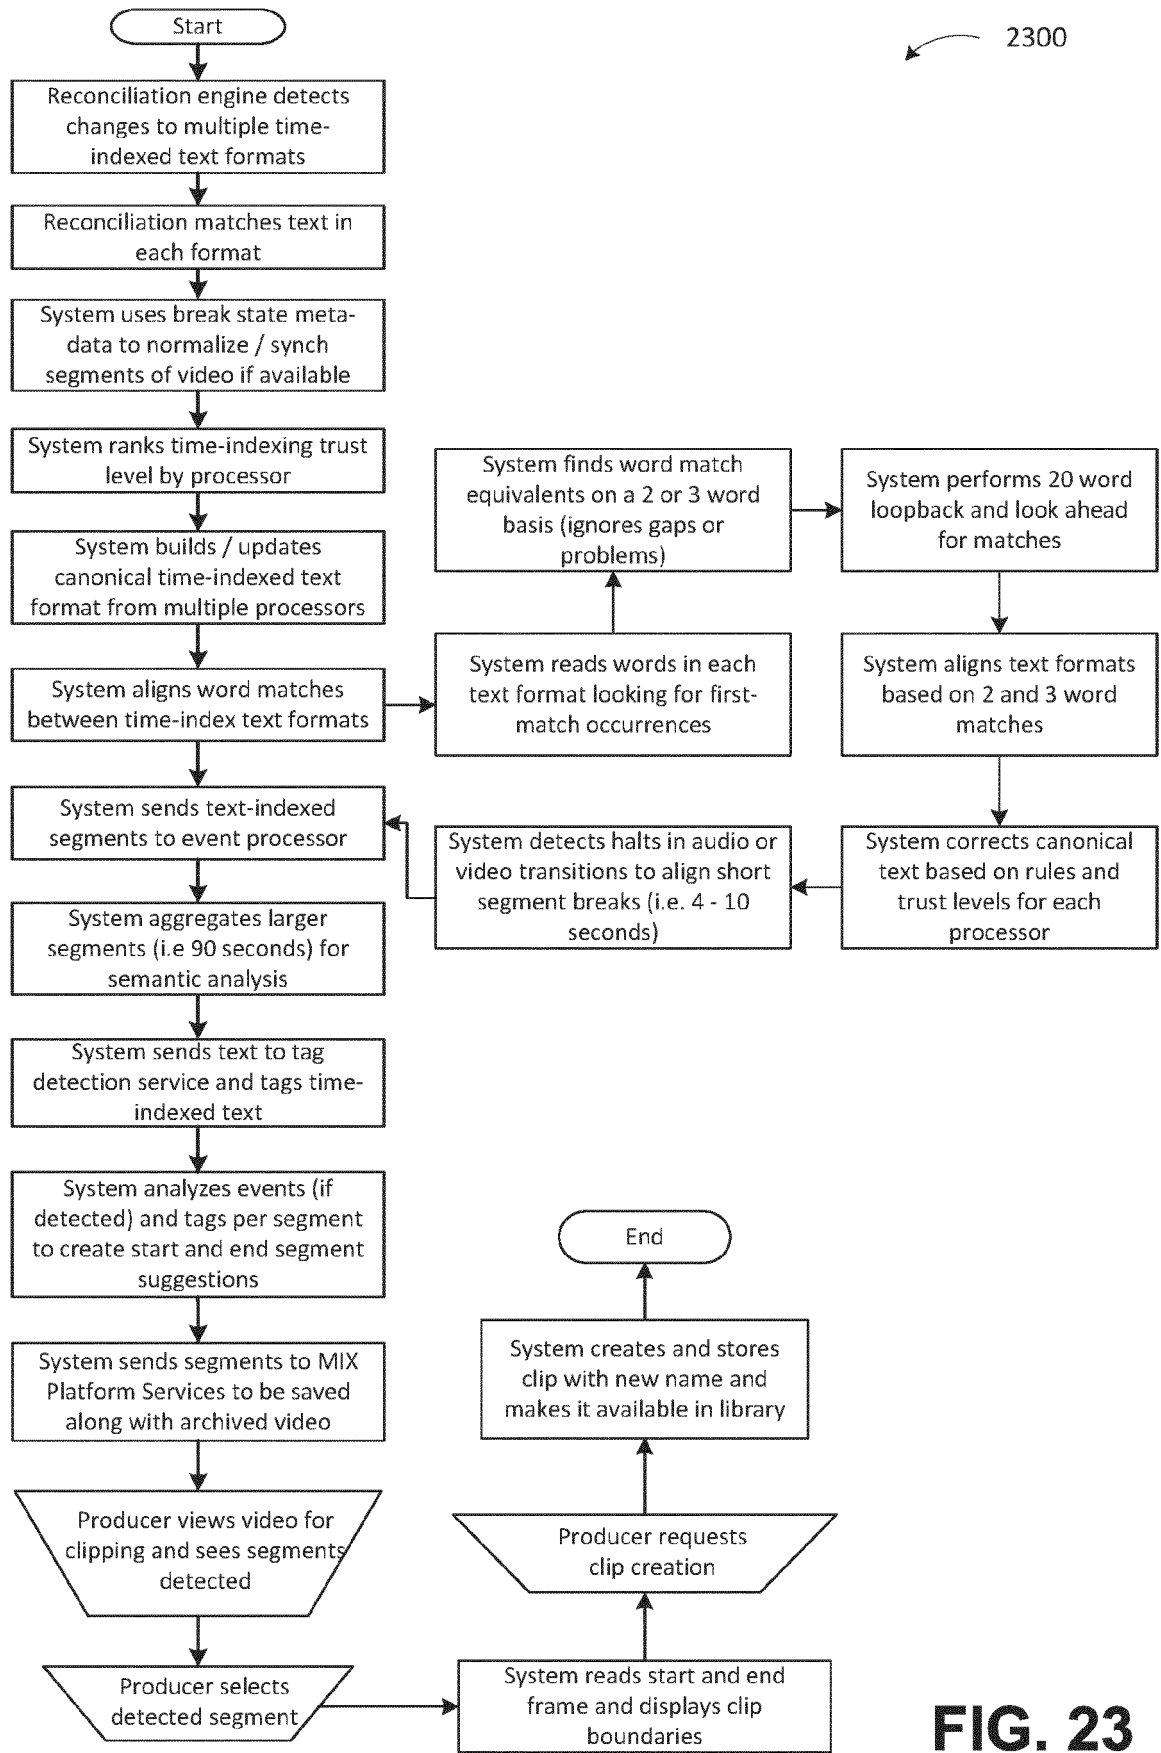 Start
2300
Reconciliation engine detects
changes to multiple time-
indexed text formats
Reconciliation matches text in
each format
System uses break state meta-
data to normalize / synch
segments of video if available
System ranks time-indexing trust
level by processor
System builds / updates
canonical time-indexed text
format from multiple processors
System aligns word matches
between time-index text formats
System reads words in each
text format looking for first-
match occurrences
System finds word match
equivalents on a 2 or 3 word
basis (ignores gaps or
problems)
System performs 20 word
loopback and look ahead
for matches
System aligns text formats
based on 2 and 3 word
matches
System corrects canonical
text based on rules and
trust levels for each
processor
System detects halts in audio or
video transitions to align short
segment breaks (i.e. 4 - 10
seconds)
System sends text-indexed
segments to event processor
System aggregates larger
segments (i.e 90 seconds) for
semantic analysis
System sends text to tag
detection service and tags time-
indexed text
System analyzes events (if
detected) and tags per segment
to create start and end segment
suggestions
System sends segments to MIX
Platform Services to be saved
along with archived video
Producer views video for
clipping and sees segments
detected
Producer selects
detected segment
System reads start and end
frame and displays clip
boundaries
Producer requests
clip creation
System creates and stores
clip with new name and
makes it available in library
End
FIG. 23